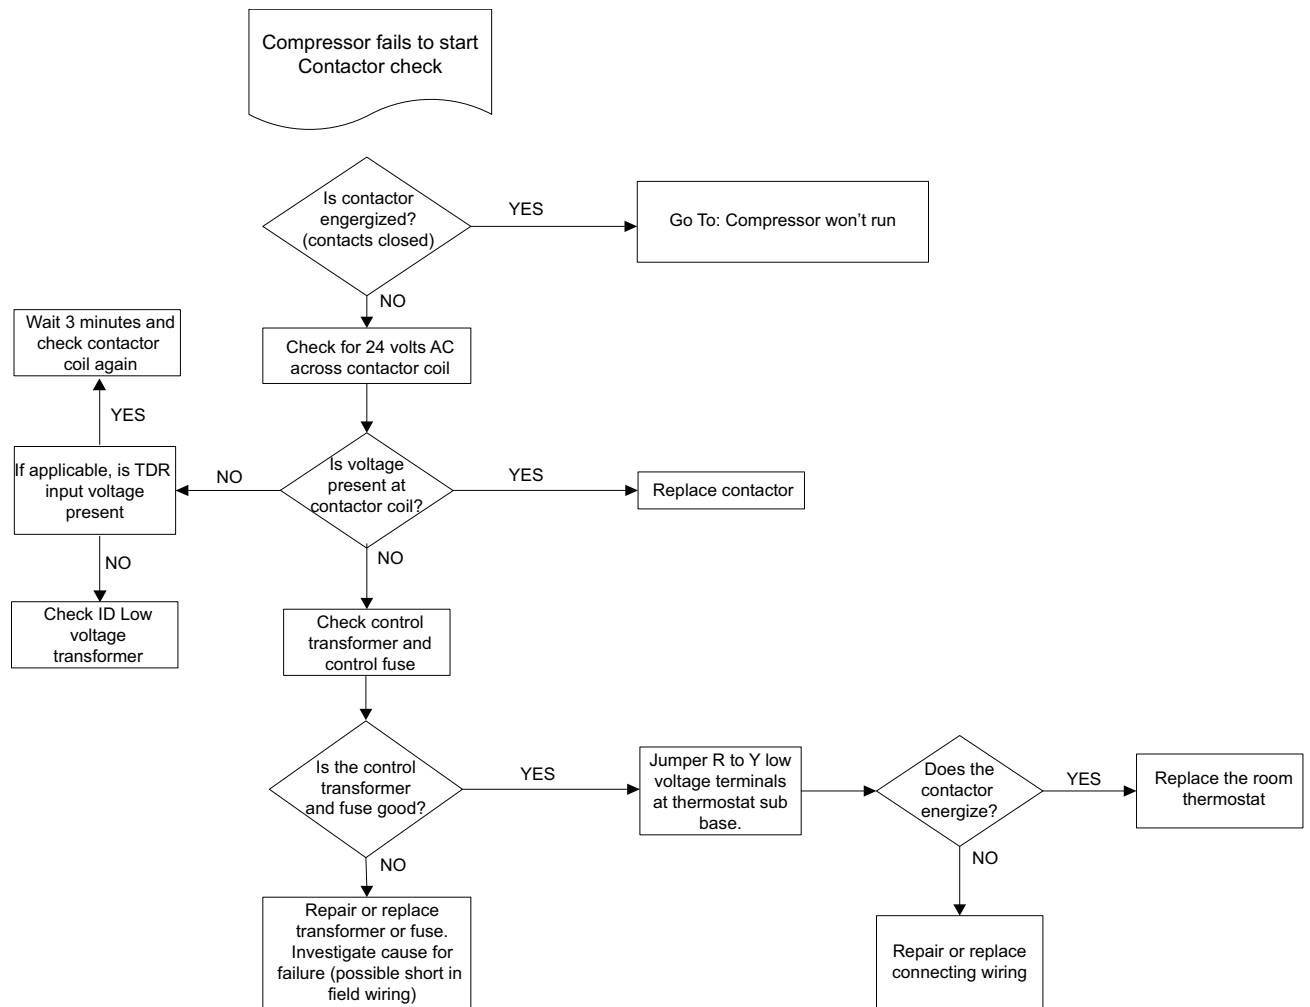 Compressor fails to start
Contactor check
Is contactor
engergized?
(contacts closed)
YES
Go To: Compressor won’t run
NO
Wait 3 minutes and
check contactor
coil again
Check for 24 volts AC
across contactor coil
YES
If applicable, is TDR
input voltage
present
NO
Is voltage
present at
contactor coil?
YES
Replace contactor
NO
NO
Check ID Low
voltage
transformer
Check control
transformer and
control fuse
Is the control
transformer
and fuse good?
YES
Jumper R to Y low
voltage terminals
at thermostat sub
base.
Does the
contactor
energize?
YES
Replace the room
thermostat
NO
NO
Repair or replace
transformer or fuse.
Investigate cause for
failure (possible short in
field wiring)
Repair or replace
connecting wiring